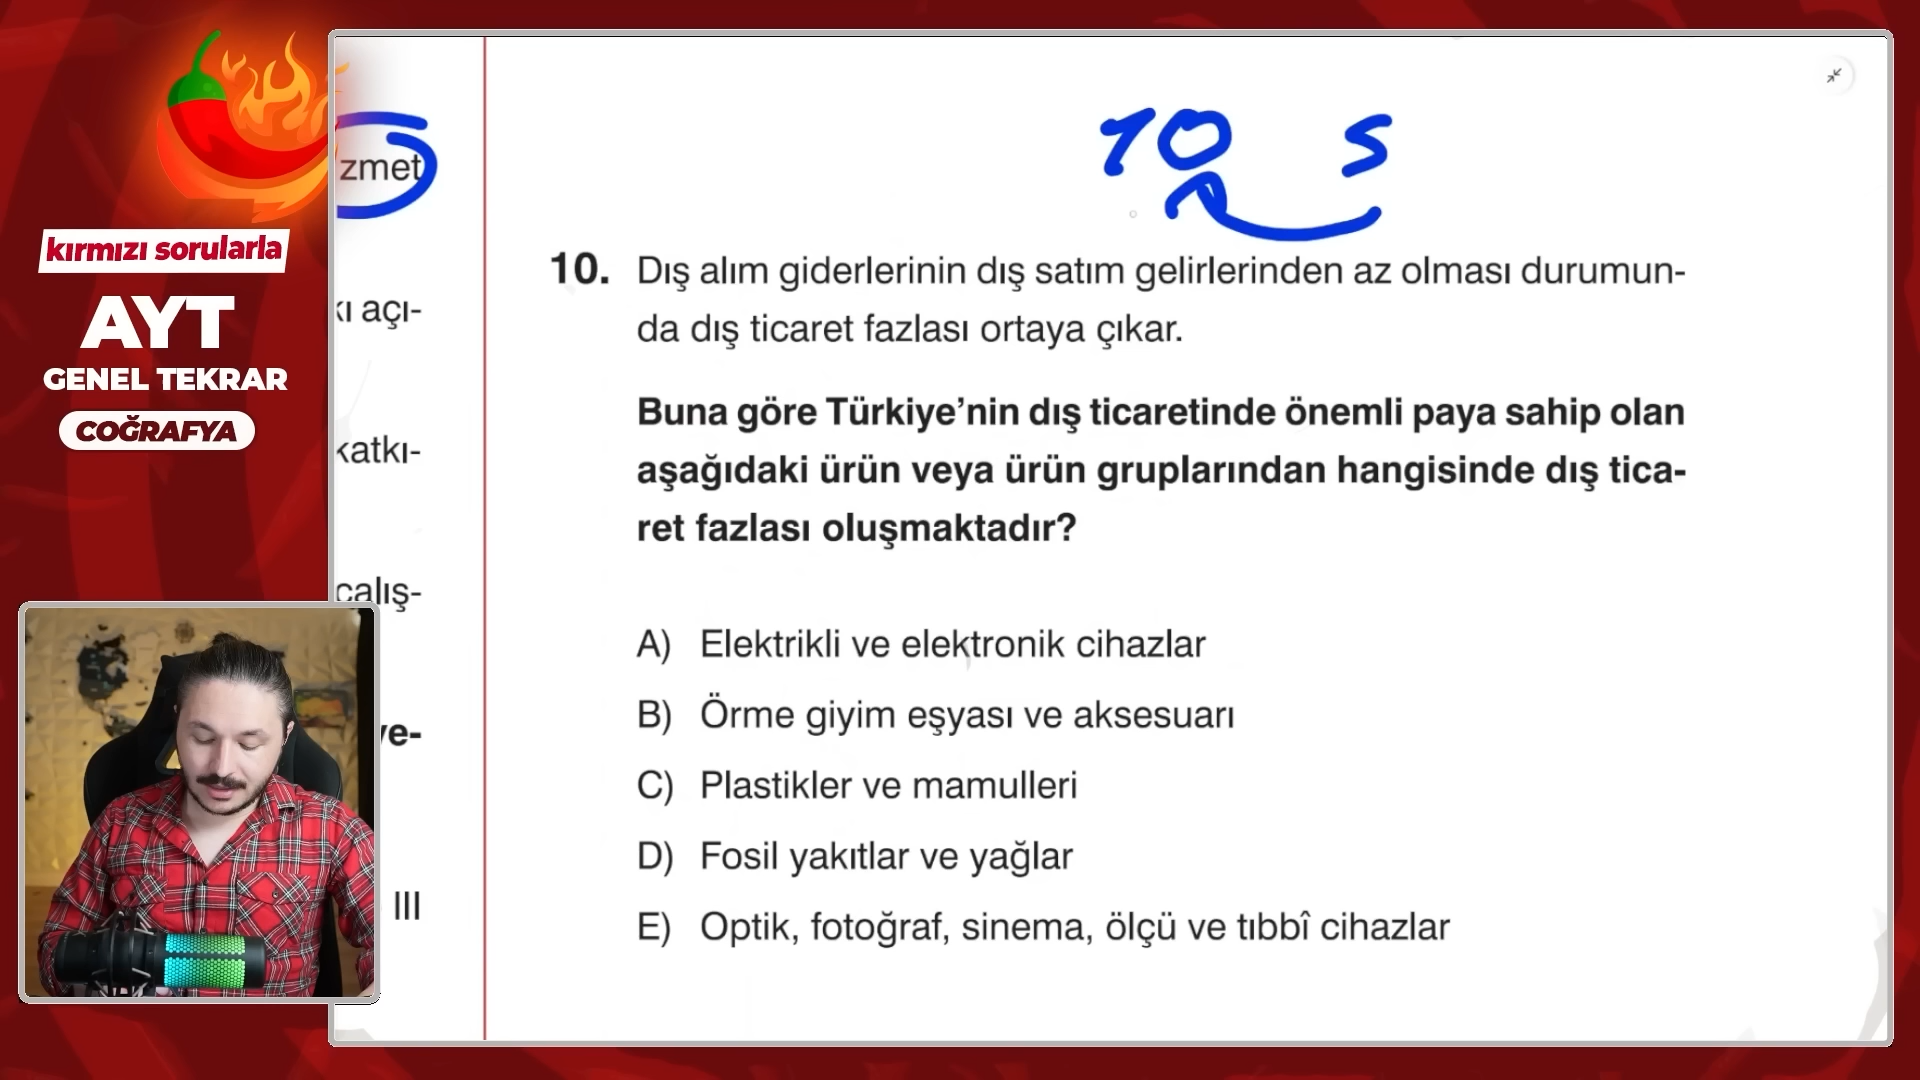 kırmızı sorularla
AYT
GENEL TEKRAR
COĞRAFYA
zmet
kı açı-
katkı-
çalış-
ve-
III
10 5
10. Dış alım giderlerinin dış satım gelirlerinden az olması durumun-
da dış ticaret fazlası ortaya çıkar.
Buna göre Türkiye’nin dış ticaretinde önemli paya sahip olan
aşağıdaki ürün veya ürün gruplarından hangisinde dış tica-
ret fazlası oluşmaktadır?
A) Elektrikli ve elektronik cihazlar
B) Örme giyim eşyası ve aksesuarı
C) Plastikler ve mamulleri
D) Fosil yakıtlar ve yağlar
E) Optik, fotoğraf, sinema, ölçü ve tıbbî cihazlar